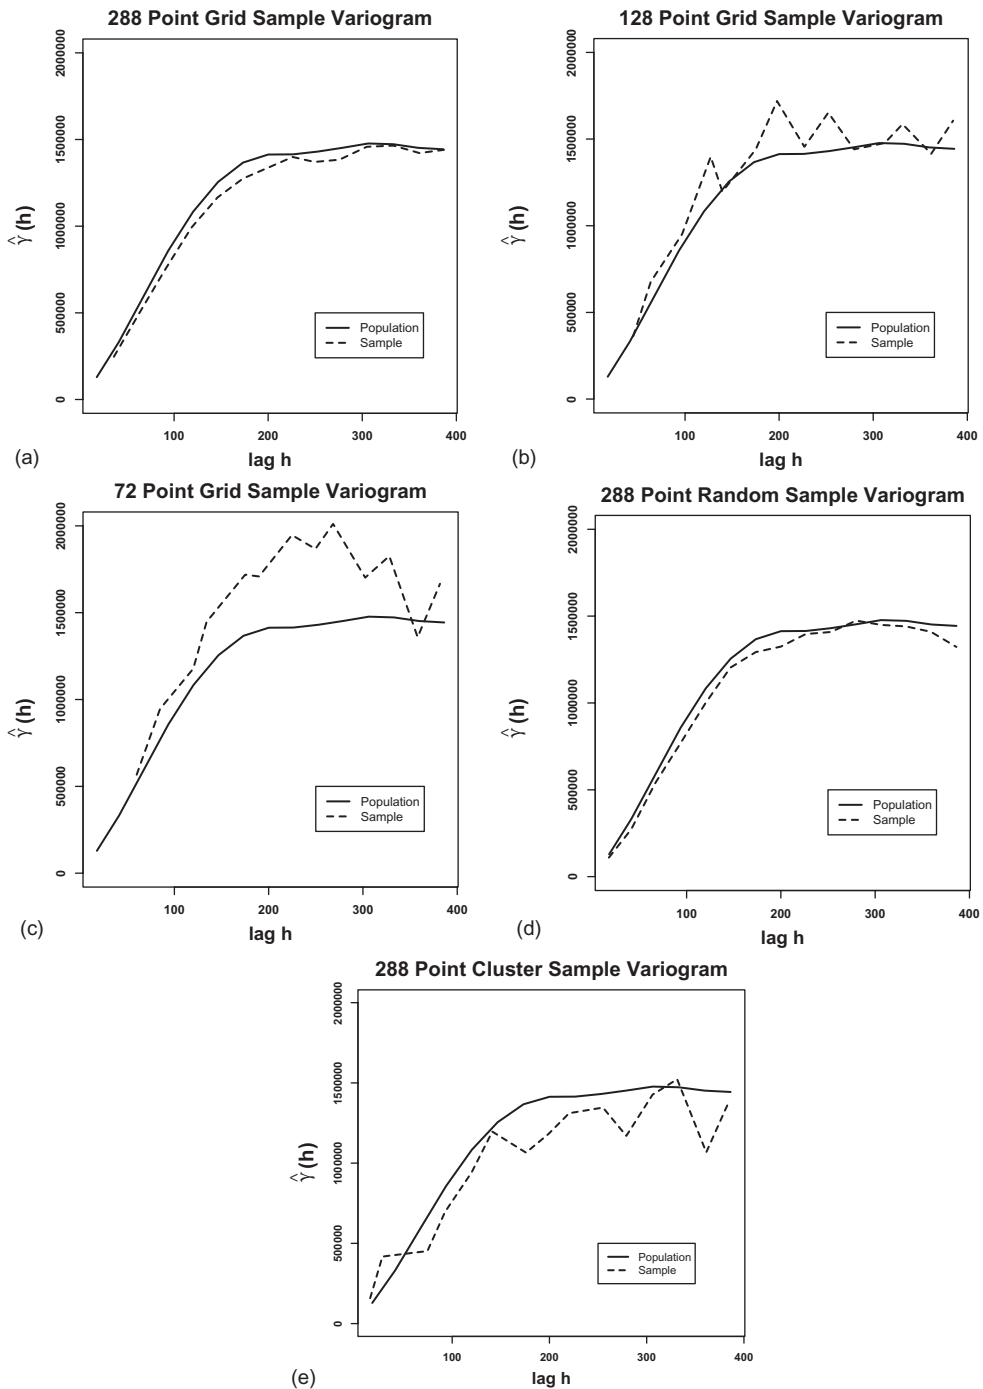 288 Point Grid Sample Variogram
γ̂ (h)
2000000
1500000
1000000
500000
0
Population
Sample
100 200 300 400
lag h
(a)
128 Point Grid Sample Variogram
γ̂ (h)
2000000
1500000
1000000
500000
0
Population
Sample
100 200 300 400
lag h
(b)
72 Point Grid Sample Variogram
γ̂ (h)
2000000
1500000
1000000
500000
0
Population
Sample
100 200 300 400
lag h
(c)
288 Point Random Sample Variogram
γ̂ (h)
2000000
1500000
1000000
500000
0
Population
Sample
100 200 300 400
lag h
(d)
288 Point Cluster Sample Variogram
γ̂ (h)
2000000
1500000
1000000
500000
0
Population
Sample
100 200 300 400
lag h
(e)